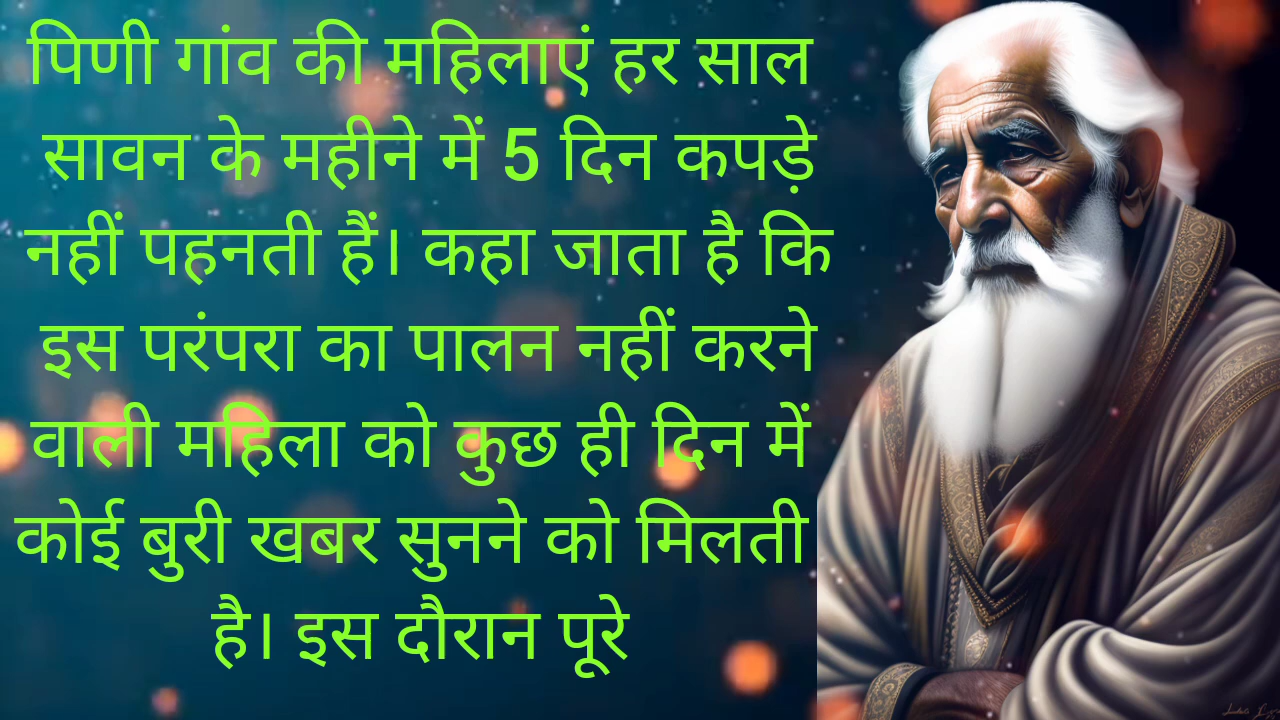 पिणी गांव की महिलाएं हर साल
सावन के महीने में 5 दिन कपड़े
नहीं पहनती हैं। कहा जाता है कि
इस परंपरा का पालन नहीं करने
वाली महिला को कुछ ही दिन में
कोई बुरी खबर सुनने को मिलती
है। इस दौरान पूरे